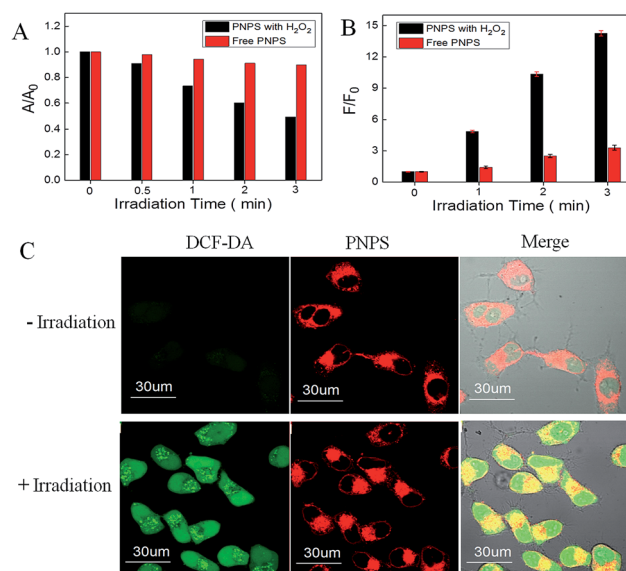 A
PNPS with H₂O₂
Free PNPS
A/A₀
1.2
1.0
0.8
0.6
0.4
0.2
0.0
0 0.5 1 2 3
Irradiation Time ( min)
B
PNPS with H₂O₂
Free PNPS
F/F₀
15
12
9
6
3
0
0 1 2 3
Irradiation Time (min)
C
DCF-DA PNPS Merge
- Irradiation
30um 30um 30um
+ Irradiation
30um 30um 30um